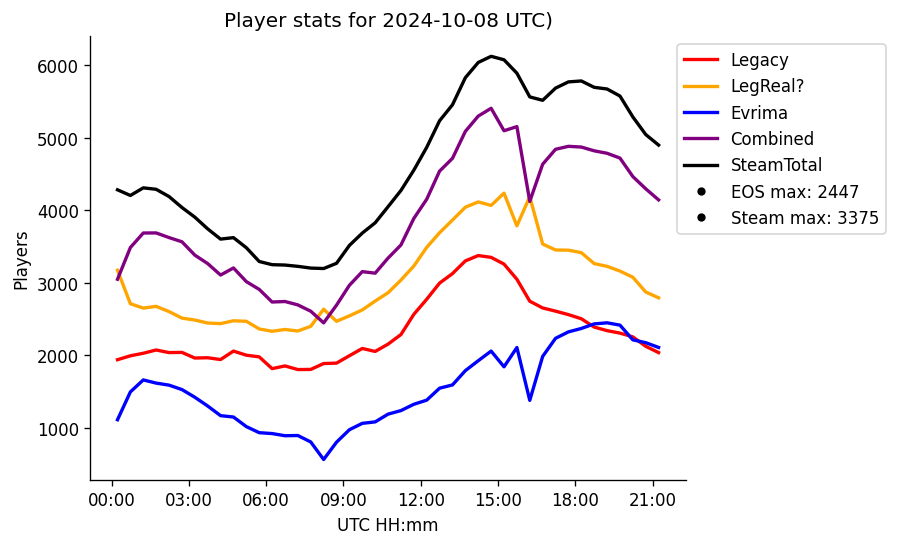 Player stats for 2024-10-08 UTC)
Legacy
LegReal?
Evrima
Combined
SteamTotal
EOS max: 2447
Steam max: 3375
Players
6000
5000
4000
3000
2000
1000
00:00 03:00 06:00 09:00 12:00 15:00 18:00 21:00
UTC HH:mm